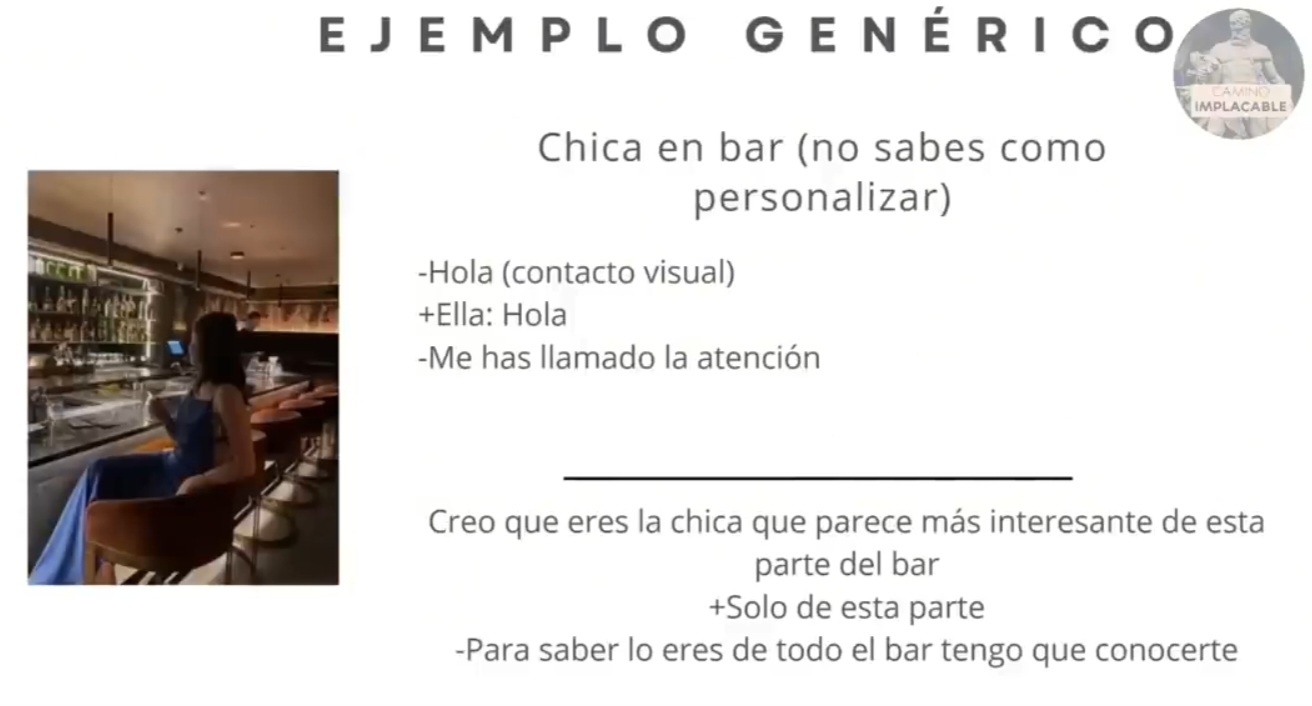 EJEMPLO GENÉRICO
CAMINO
IMPLACABLE
Chica en bar (no sabes como
personalizar)
-Hola (contacto visual)
+Ella: Hola
-Me has llamado la atención
Creo que eres la chica que parece más interesante de esta
parte del bar
+Solo de esta parte
-Para saber lo eres de todo el bar tengo que conocerte